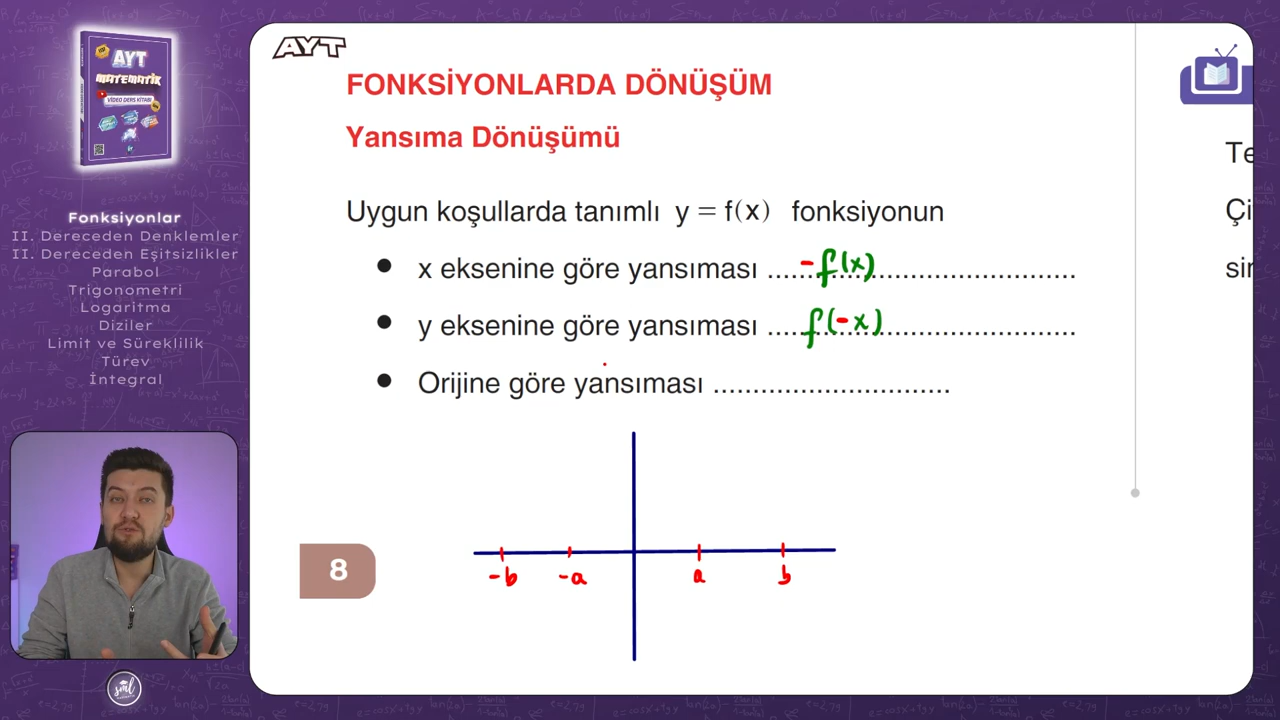 AYT
MATEMATİK
VİDEO DERS KİTABI
Fonksiyonlar
II. Dereceden Denklemler
II. Dereceden Eşitsizlikler
Parabol
Trigonometri
Logaritma
Diziler
Limit ve Süreklilik
Türev
İntegral
sml
AYT
FONKSİYONLARDA DÖNÜŞÜM
Yansıma Dönüşümü
Uygun koşullarda tanımlı y = f(x) fonksiyonun
• x eksenine göre yansıması ..... -f(x) .....
• y eksenine göre yansıması ..... f(-x) .....
• Orijine göre yansıması ............................
-b -a a b
8
Te
Çi
sir